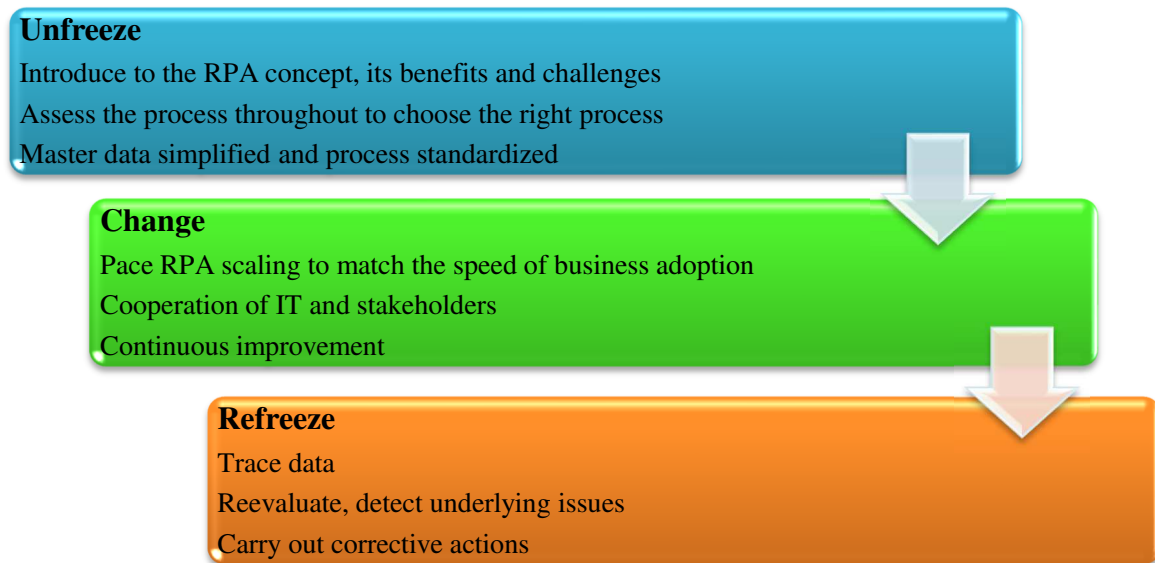 Unfreeze
Introduce to the RPA concept, its benefits and challenges
Assess the process throughout to choose the right process
Master data simplified and process standardized
Change
Pace RPA scaling to match the speed of business adoption
Cooperation of IT and stakeholders
Continuous improvement
Refreeze
Trace data
Reevaluate, detect underlying issues
Carry out corrective actions